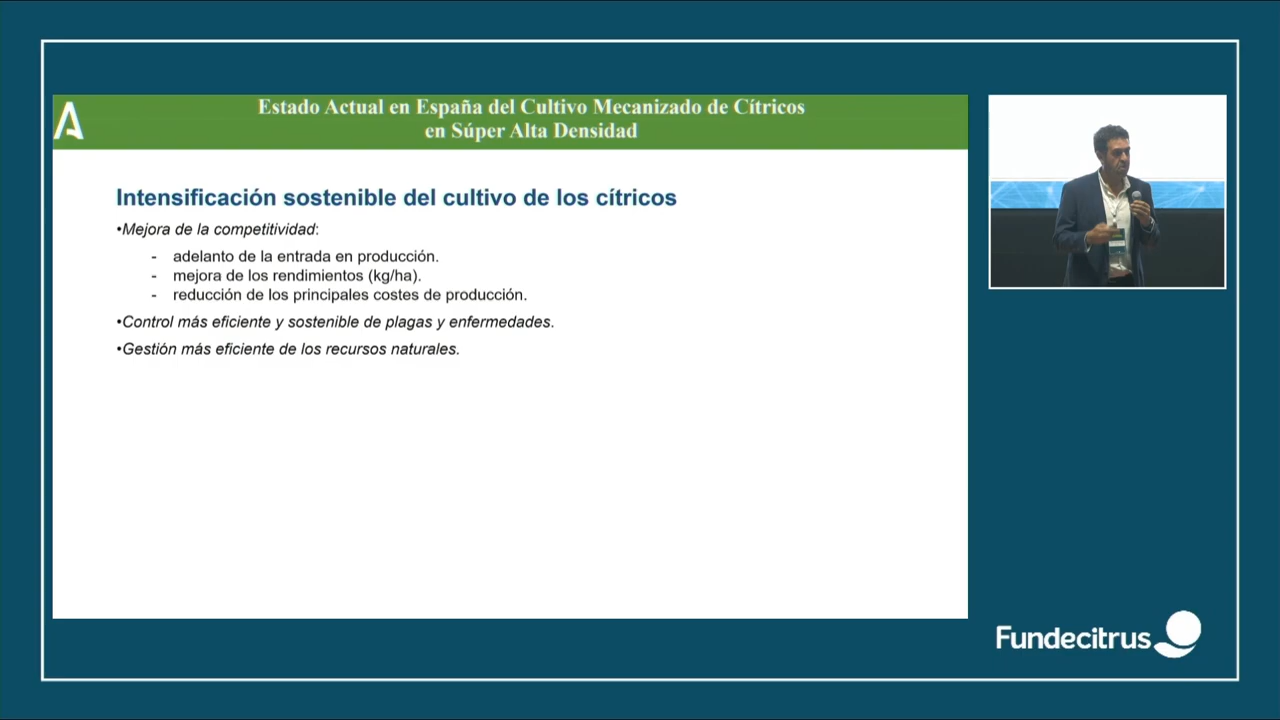 Estado Actual en España del Cultivo Mecanizado de Cítricos
en Súper Alta Densidad
Intensificación sostenible del cultivo de los cítricos
•Mejora de la competitividad:
- adelanto de la entrada en producción.
- mejora de los rendimientos (kg/ha).
- reducción de los principales costes de producción.
•Control más eficiente y sostenible de plagas y enfermedades.
•Gestión más eficiente de los recursos naturales.
Fundecitrus